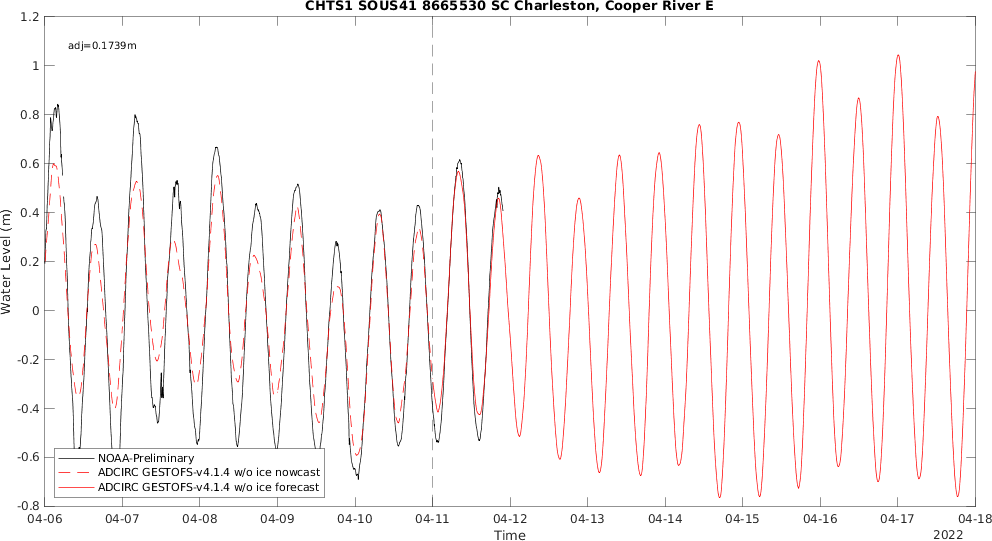 CHTS1 SOUS41 8665530 SC Charleston, Cooper River E
adj=0.1739m
1.2
1
0.8
0.6
0.4
0.2
0
-0.2
-0.4
-0.6
-0.8
Water Level (m)
NOAA-Preliminary
ADCIRC GESTOFS-v4.1.4 w/o ice nowcast
ADCIRC GESTOFS-v4.1.4 w/o ice forecast
04-06 04-07 04-08 04-09 04-10 04-11 04-12 04-13 04-14 04-15 04-16 04-17 04-18
Time
2022